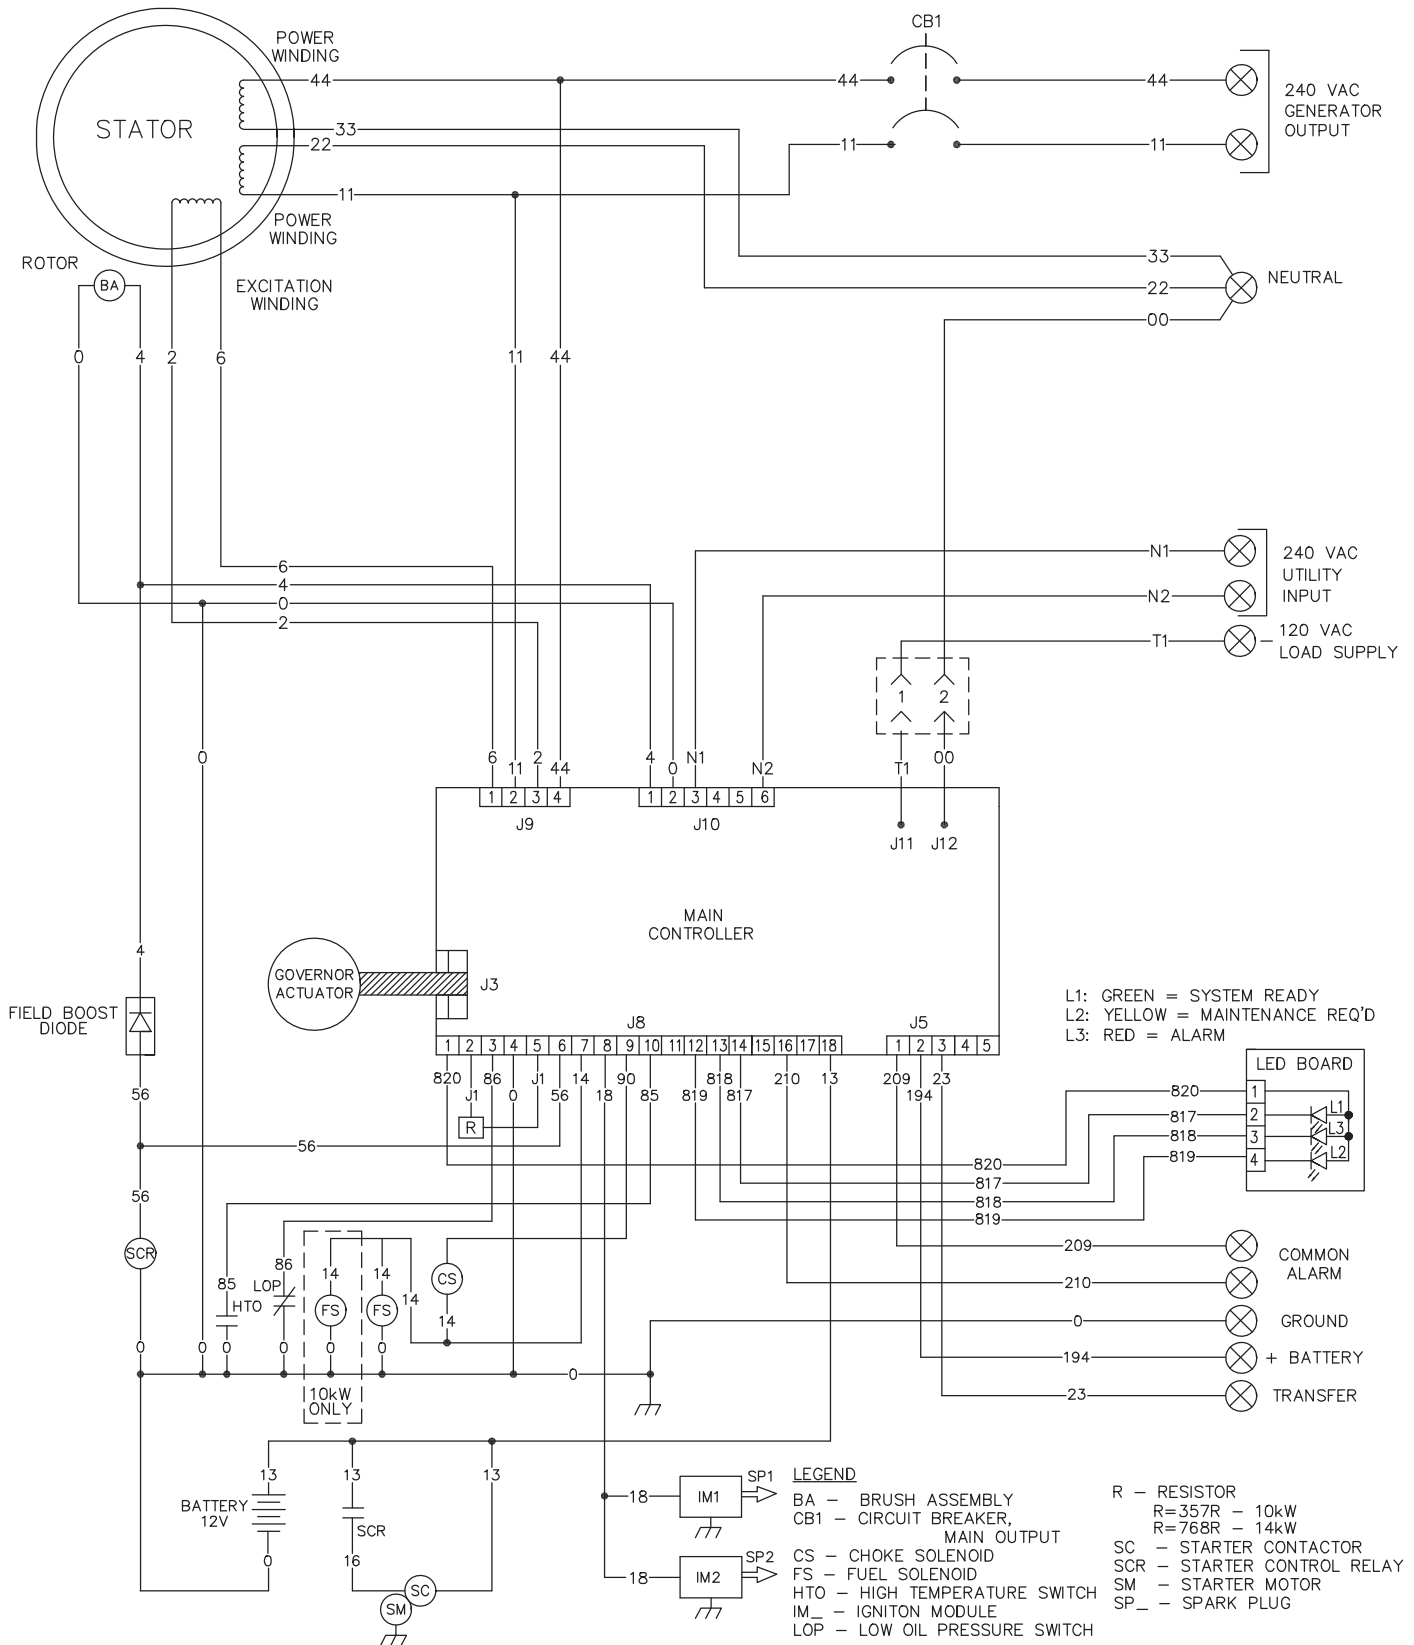 CB1
POWER
WINDING
44
44
44
240 VAC
GENERATOR
OUTPUT
STATOR
33
22
11
11
11
POWER
WINDING
33
ROTOR
BA
EXCITATION
WINDING
22
NEUTRAL
00
0
4
2
6
11
44
N1
240 VAC
UTILITY
INPUT
6
4
0
2
N2
T1
120 VAC
LOAD SUPPLY
1
2
0
6
11
2
44
4
0
N1
N2
T1
00
1 2 3 4
1 2 3 4 5 6
J9
J10
J11
J12
MAIN
CONTROLLER
4
GOVERNOR
ACTUATOR
J3
FIELD BOOST
DIODE
L1: GREEN = SYSTEM READY
L2: YELLOW = MAINTENANCE REQ'D
L3: RED = ALARM
J8
J5
1 2 3 4 5 6 7 8 9 10 11 12 13 14 15 16 17 18
1 2 3 4 5
LED BOARD
820
J1
86
0
J1
56
14
18
90
85
819
818
817
210
13
209
194
23
56
820
1
817
2
L1
818
3
L3
819
4
L2
R
56
820
817
818
819
56
SCR
209
COMMON
ALARM
86
85
LOP
HTO
14
14
CS
14
14
210
FS
FS
0
GROUND
0
0
0
0
0
0
0
194
+ BATTERY
10kW
ONLY
23
TRANSFER
13
13
13
BATTERY
12V
SCR
0
16
SC
SM
18
IM1
SP1
18
IM2
SP2
LEGEND
BA – BRUSH ASSEMBLY
CB1 – CIRCUIT BREAKER,
MAIN OUTPUT
CS – CHOKE SOLENOID
FS – FUEL SOLENOID
HTO – HIGH TEMPERATURE SWITCH
IM_ – IGNITON MODULE
LOP – LOW OIL PRESSURE SWITCH
R – RESISTOR
R=357R – 10kW
R=768R – 14kW
SC – STARTER CONTACTOR
SCR – STARTER CONTROL RELAY
SM – STARTER MOTOR
SP_ – SPARK PLUG